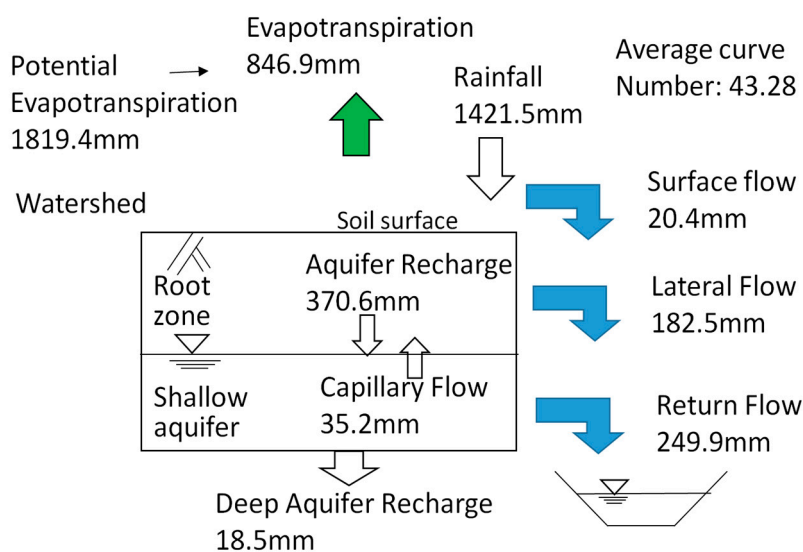 Evapotranspiration
846.9mm
Potential
Evapotranspiration
1819.4mm
Rainfall
1421.5mm
Average curve
Number: 43.28
Watershed
Soil surface
Surface flow
20.4mm
Root
zone
Aquifer Recharge
370.6mm
Lateral Flow
182.5mm
Shallow
aquifer
Capillary Flow
35.2mm
Return Flow
249.9mm
Deep Aquifer Recharge
18.5mm